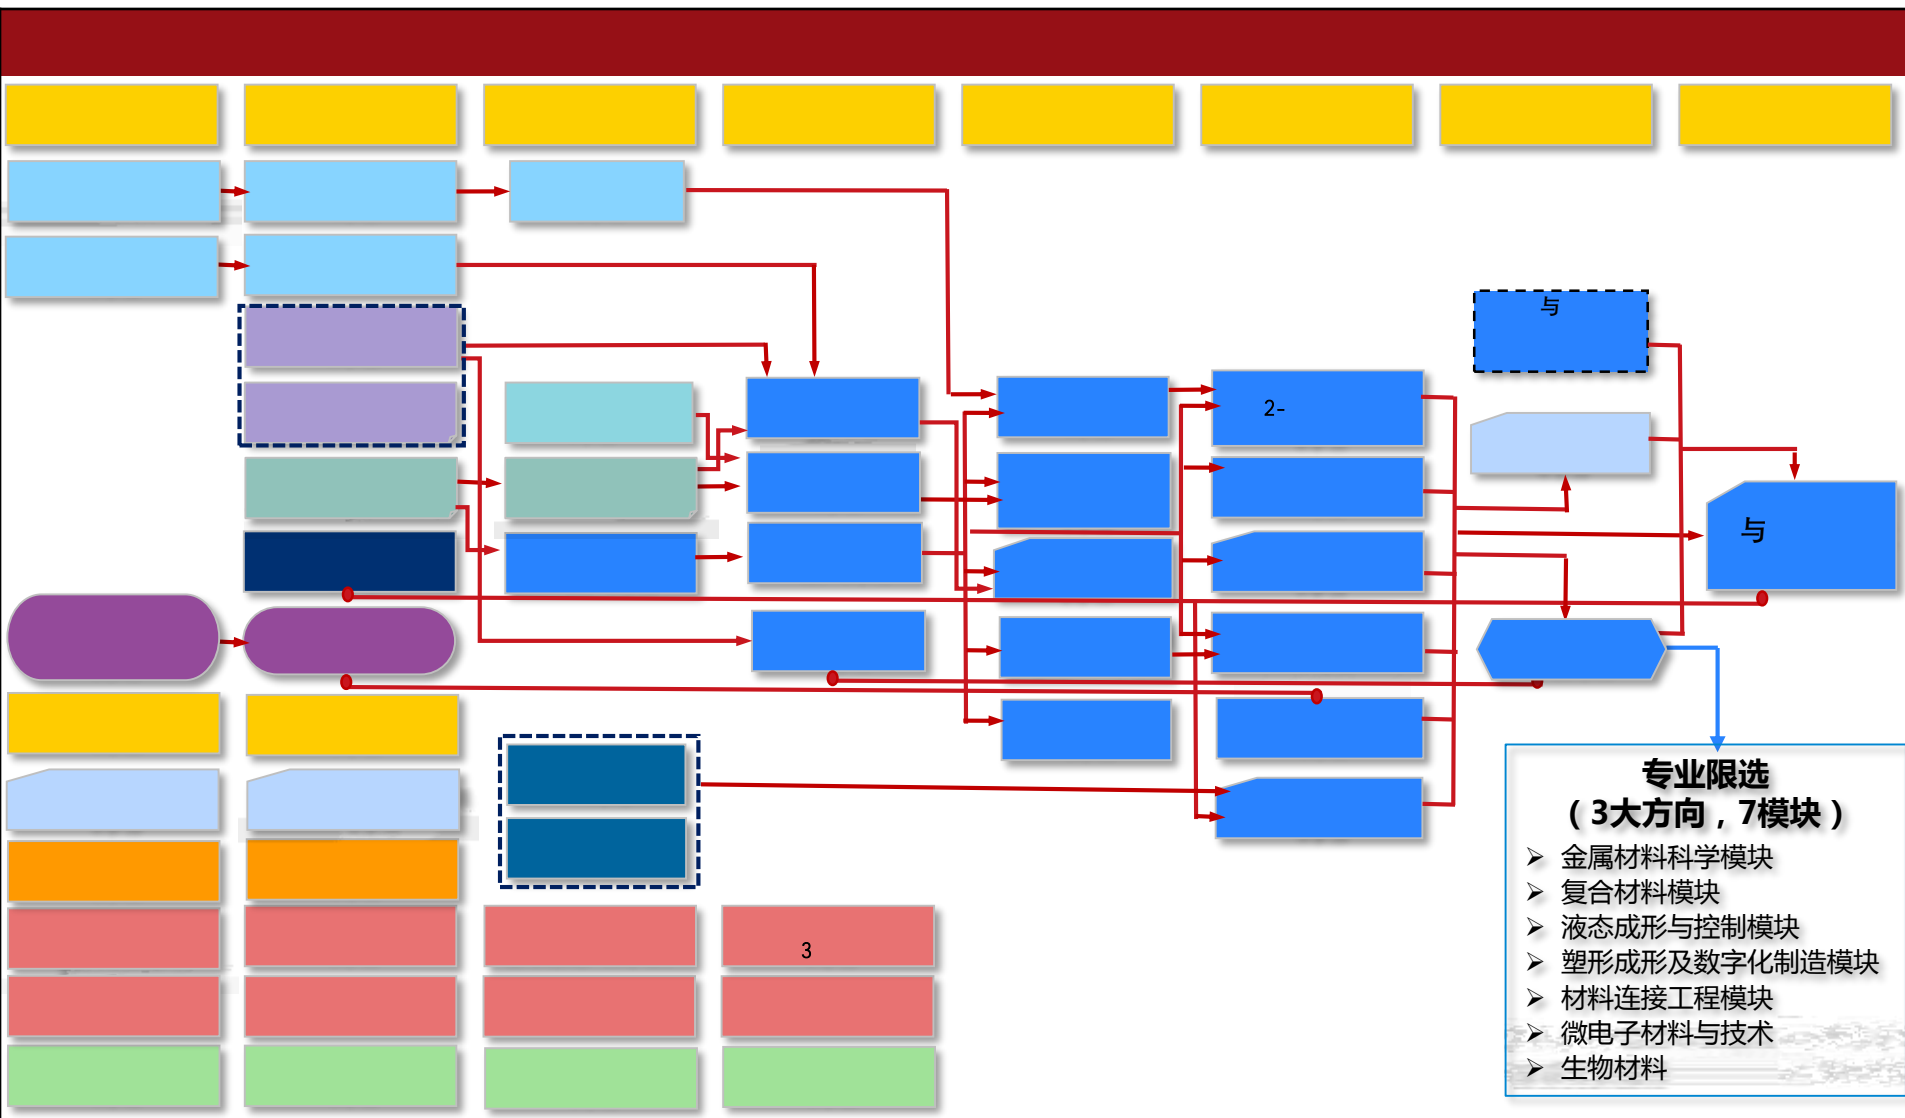 与
2-
与
3
专业限选
（3大方向，7模块）
金属材料科学模块
复合材料模块
液态成形与控制模块
塑形成形及数字化制造模块
材料连接工程模块
微电子材料与技术
生物材料